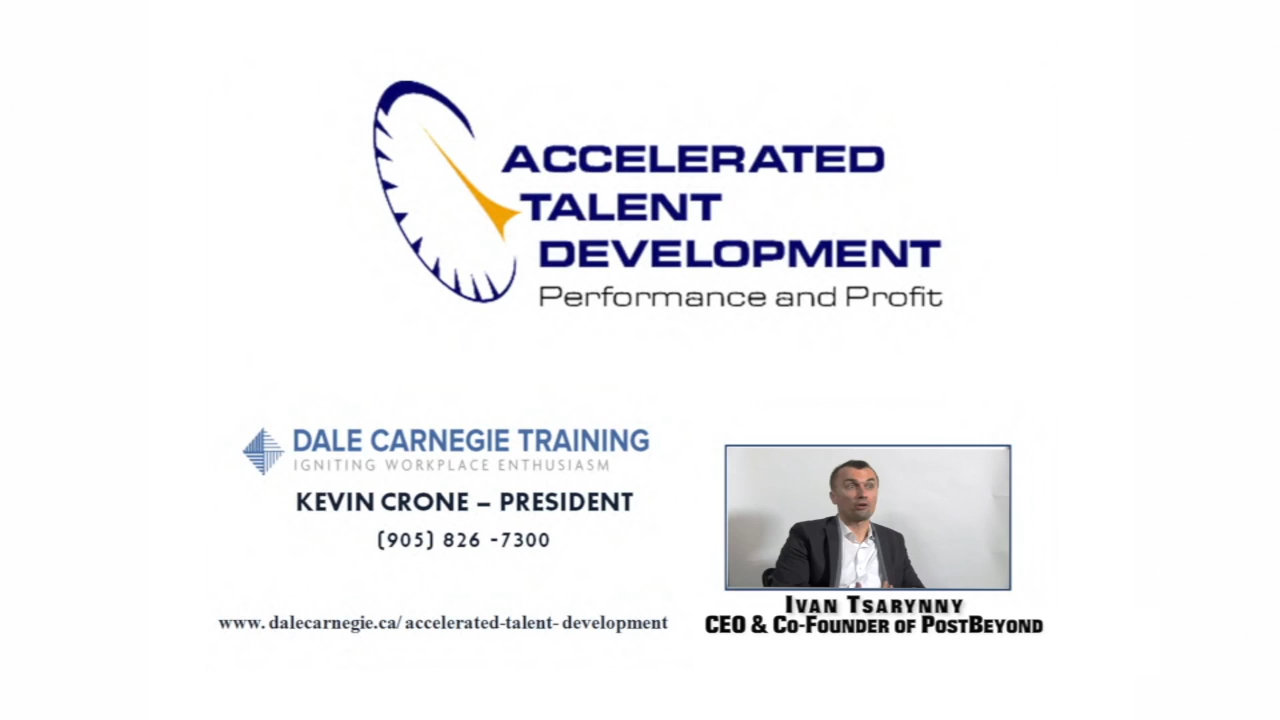 ACCELERATED
TALENT
DEVELOPMENT
Performance and Profit
DALE CARNEGIE TRAINING
IGNITING WORKPLACE ENTHUSIASM
KEVIN CRONE – PRESIDENT
(905) 826 -7300
www. dalecarnegie.ca/ accelerated-talent- development
IVAN TSARYNNY
CEO & CO-FOUNDER OF POSTBEYOND